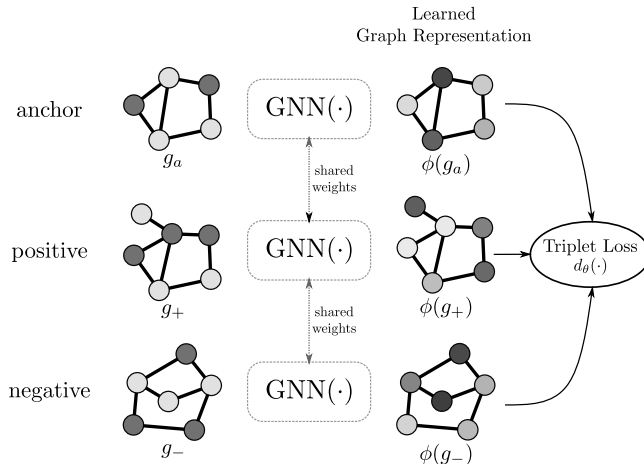 Learned
Graph Representation
anchor
GNN(·)
g_a
ϕ(g_a)
shared
weights
positive
GNN(·)
Triplet Loss
d_θ(·)
g_+
ϕ(g_+)
shared
weights
negative
GNN(·)
g_−
ϕ(g_−)